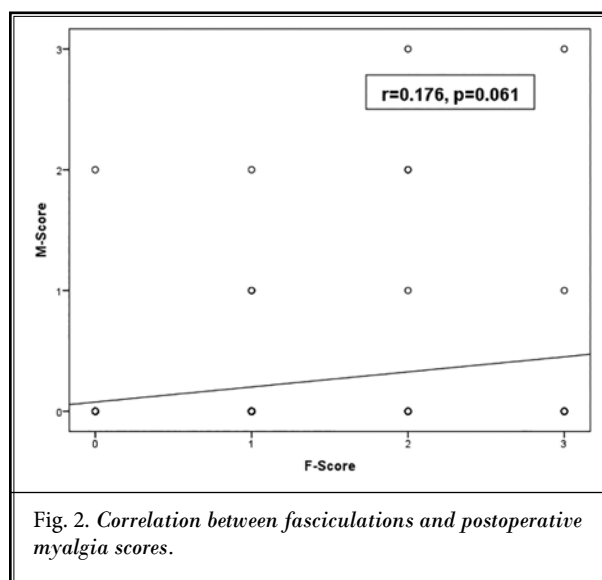 3
r=0.176, p=0.061
2
M-Score
1
0
0 1 2 3
F-Score
Fig. 2. Correlation between fasciculations and postoperative
myalgia scores.